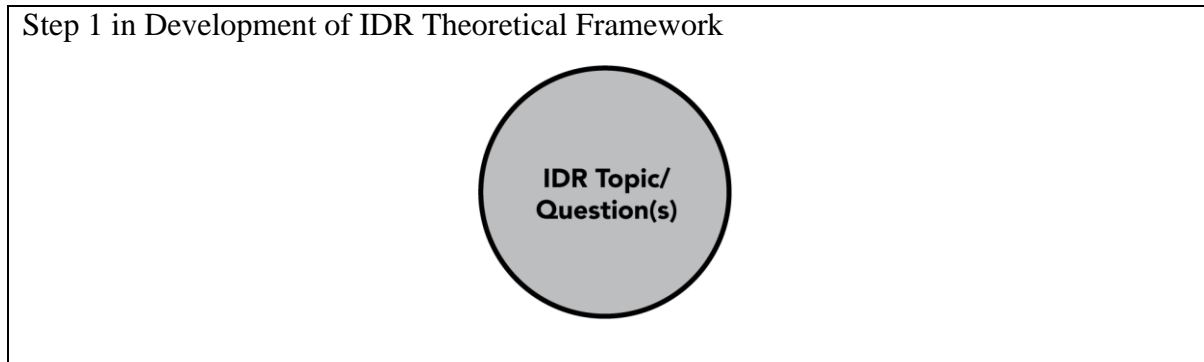 Step 1 in Development of IDR Theoretical Framework
IDR Topic/
Question(s)